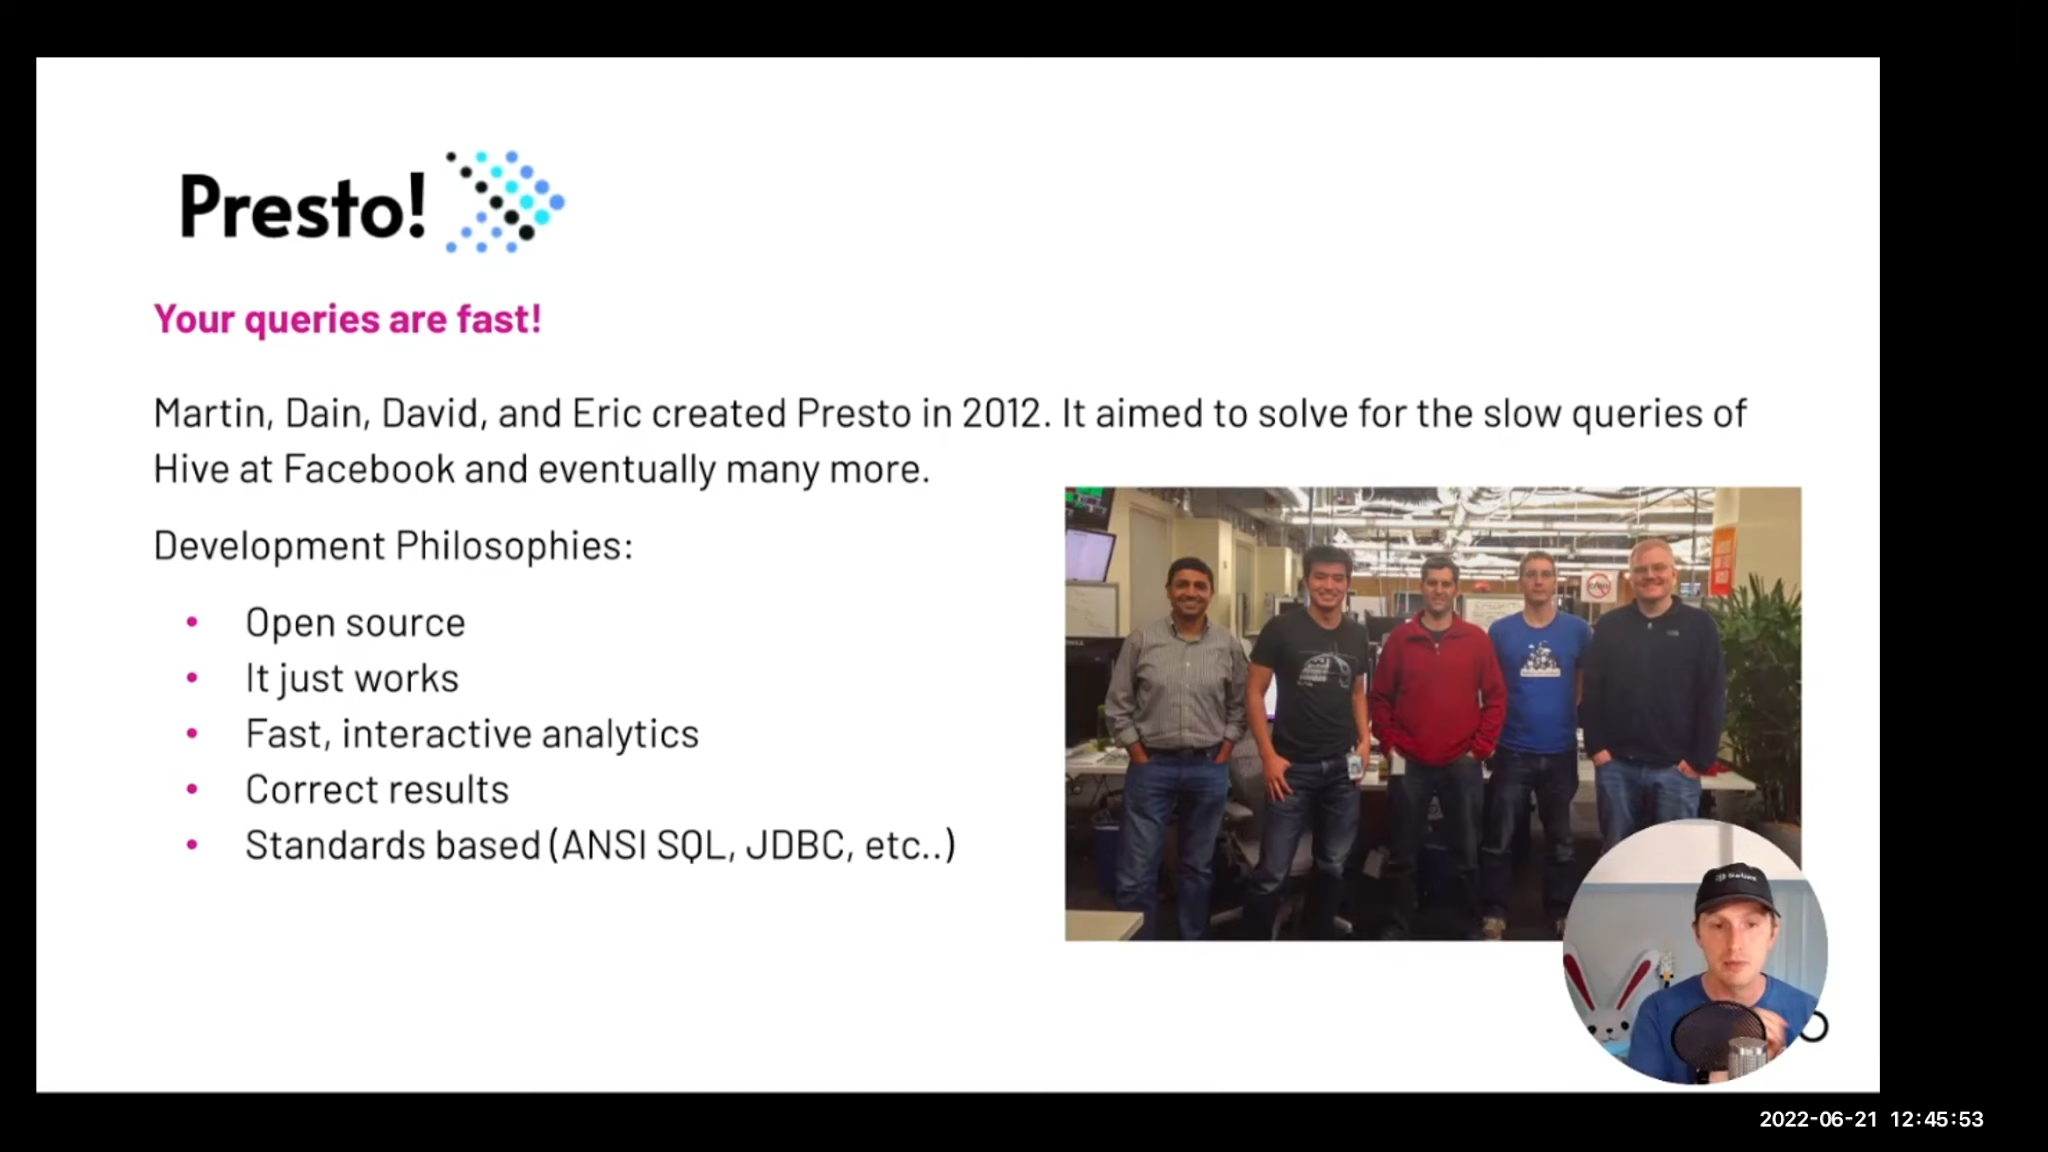 Presto!
Your queries are fast!
Martin, Dain, David, and Eric created Presto in 2012. It aimed to solve for the slow queries of
Hive at Facebook and eventually many more.
Development Philosophies:
• Open source
• It just works
• Fast, interactive analytics
• Correct results
• Standards based (ANSI SQL, JDBC, etc..)
2022-06-21 12:45:53